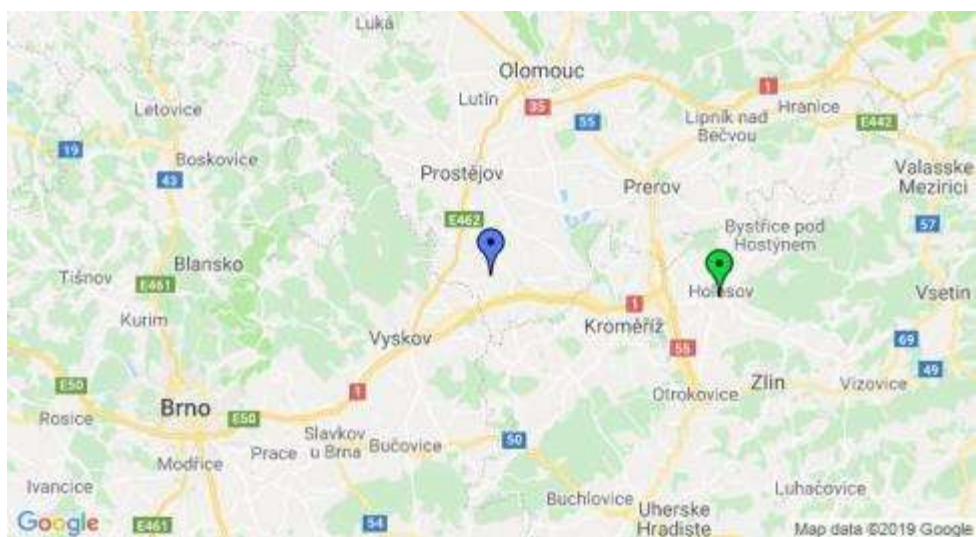 Luká
Olomouc
1
Lutín
Hranice
Letovice
35
55
Lipník nad
Bečvou
E442
19
Boskovice
Prostějov
Valasske
Mezirici
43
Prerov
E462
Bystřice pod
Hostýnem
57
Tišnov
Blansko
E461
Holesov
Vsetin
Kurim
1
Kroměříž
Vyskov
69
55
49
E50
1
Zlin
Vizovice
Otrokovice
Brno
E50
Rosice
Slavkov
u Brna
Prace
Bučovice
50
Modřice
Ivancice
Luhačovice
Buchlovice
Uherske
Hradiste
Google
E461
54
Map data ©2019 Google